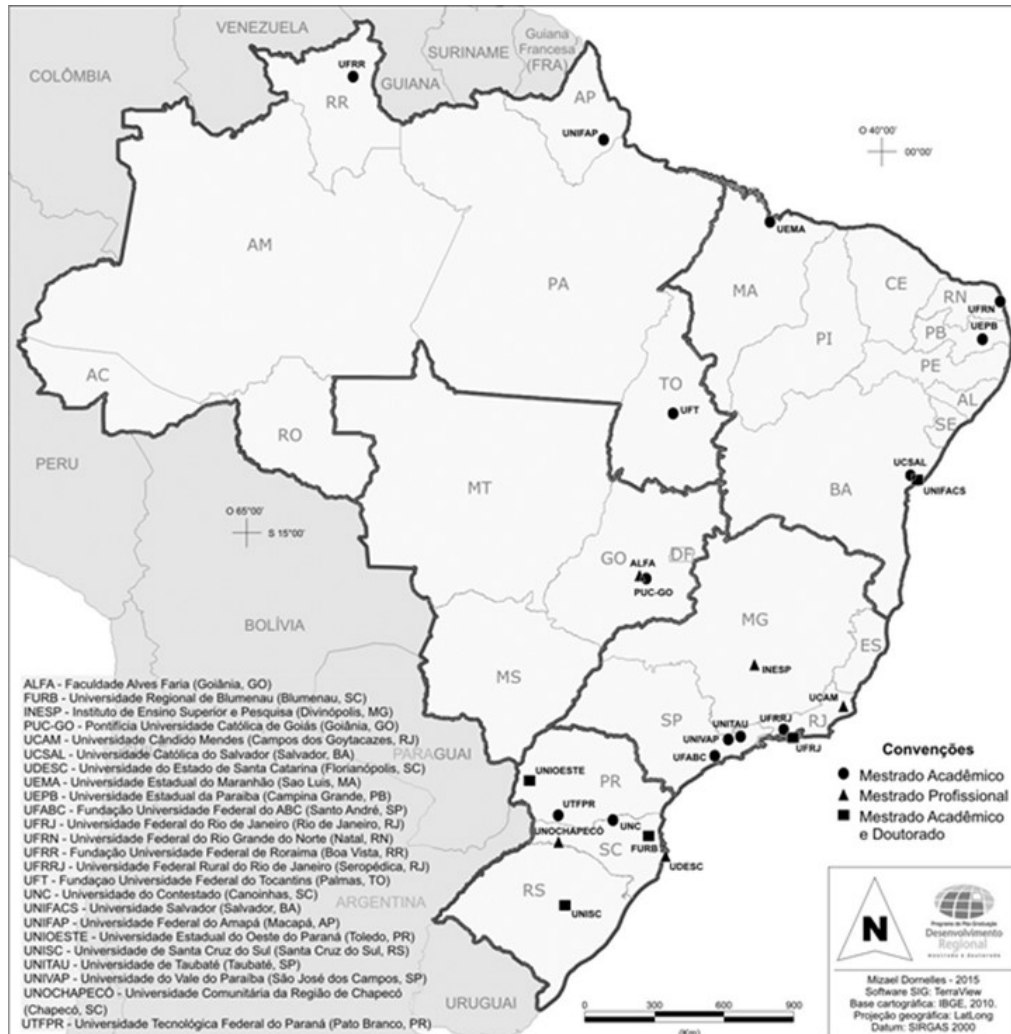 VENEZUELA
Guiana
Francesa
(FRA)
SURINAME
COLÔMBIA
UFRR
GUIANA
AP
RR
UNIFAP
O 40°00'
00°00'
UEMA
AM
PA
MA
CE
RN
UFRN
UEPB
PB
PI
PE
TO
AC
AL
UFT
SE
RO
UCSAL
PERU
MT
BA
UNIFACS
O 65°00'
S 15°00'
GO
DF
ALFA
PUC-GO
BOLÍVIA
MG
ES
INESP
MS
UCAM
SP
UNITAU
UFRRJ
RJ
UNIVAP
UFRJ
UFABC
PARAGUAI
UNIOESTE
PR
UTFPR
UNOCHAPECÓ
UNC
FURB
SC
UDESC
RS
UNISC
ARGENTINA
URUGUAI
ALFA - Faculdade Alves Faria (Goiânia, GO)
FURB - Universidade Regional de Blumenau (Blumenau, SC)
INESP - Instituto de Ensino Superior e Pesquisa (Divinópolis, MG)
PUC-GO - Pontifícia Universidade Católica de Goiás (Goiânia, GO)
UCAM - Universidade Cândido Mendes (Campos dos Goytacazes, RJ)
UCSAL - Universidade Católica do Salvador (Salvador, BA)
UDESC - Universidade do Estado de Santa Catarina (Florianópolis, SC)
UEMA - Universidade Estadual do Maranhão (Sao Luis, MA)
UEPB - Universidade Estadual da Paraíba (Campina Grande, PB)
UFABC - Fundação Universidade Federal do ABC (Santo André, SP)
UFRJ - Universidade Federal do Rio de Janeiro (Rio de Janeiro, RJ)
UFRN - Universidade Federal do Rio Grande do Norte (Natal, RN)
UFRR - Fundação Universidade Federal de Roraima (Boa Vista, RR)
UFRRJ - Universidade Federal Rural do Rio de Janeiro (Seropédica, RJ)
UFT - Fundaçao Universidade Federal do Tocantins (Palmas, TO)
UNC - Universidade do Contestado (Canoinhas, SC)
UNIFACS - Universidade Salvador (Salvador, BA)
UNIFAP - Universidade Federal do Amapá (Macapá, AP)
UNIOESTE - Universidade Estadual do Oeste do Paraná (Toledo, PR)
UNISC - Universidade de Santa Cruz do Sul (Santa Cruz do Sul, RS)
UNITAU - Universidade de Taubaté (Taubaté, SP)
UNIVAP - Universidade do Vale do Paraíba (São José dos Campos, SP)
UNOCHAPECÓ - Universidade Comunitária da Região de Chapecó
(Chapecó, SC)
UTFPR - Universidade Tecnológica Federal do Paraná (Pato Branco, PR)
Convenções
Mestrado Acadêmico
Mestrado Profissional
Mestrado Acadêmico
e Doutorado
N
Programa de Pós-Graduação
Desenvolvimento
Regional
mestrado e doutorado
Mizael Dornelles - 2015
Software SIG: TerraView
Base cartográfica: IBGE, 2010.
Projeção geográfica: LatLong
Datum: SIRGAS 2000
0 300 600 900
(Km)